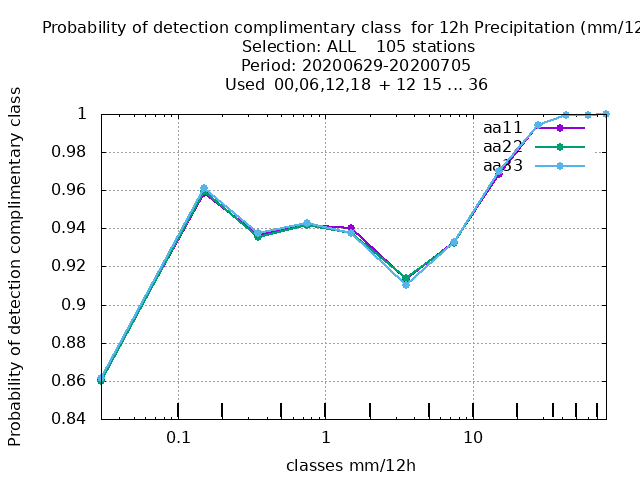 Probability of detection complimentary class for 12h Precipitation (mm/12
Selection: ALL 105 stations
Period: 20200629-20200705
Used 00,06,12,18 + 12 15 ... 36
Probability of detection complimentary class
1
0.98
0.96
0.94
0.92
0.9
0.88
0.86
0.84
aa11
aa22
aa33
0.1
1
10
classes mm/12h